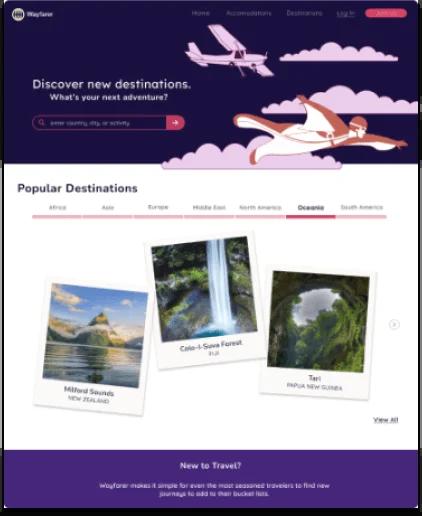 Wayfarer
Home Accomodations Destinations Log In
Discover new destinations.
What's your next adventure?
enter country, city, or activity
Popular Destinations
Africa Asia Europe Middle East North America Oceania South America
Colo-I-Suva Forest
FIJI
Milford Sounds
NEW ZEALAND
Tari
PAPUA NEW GUINEA
View All
New to Travel?
Wayfarer makes it simple for even the most seasoned travelers to find new
journeys to add to their bucket lists.